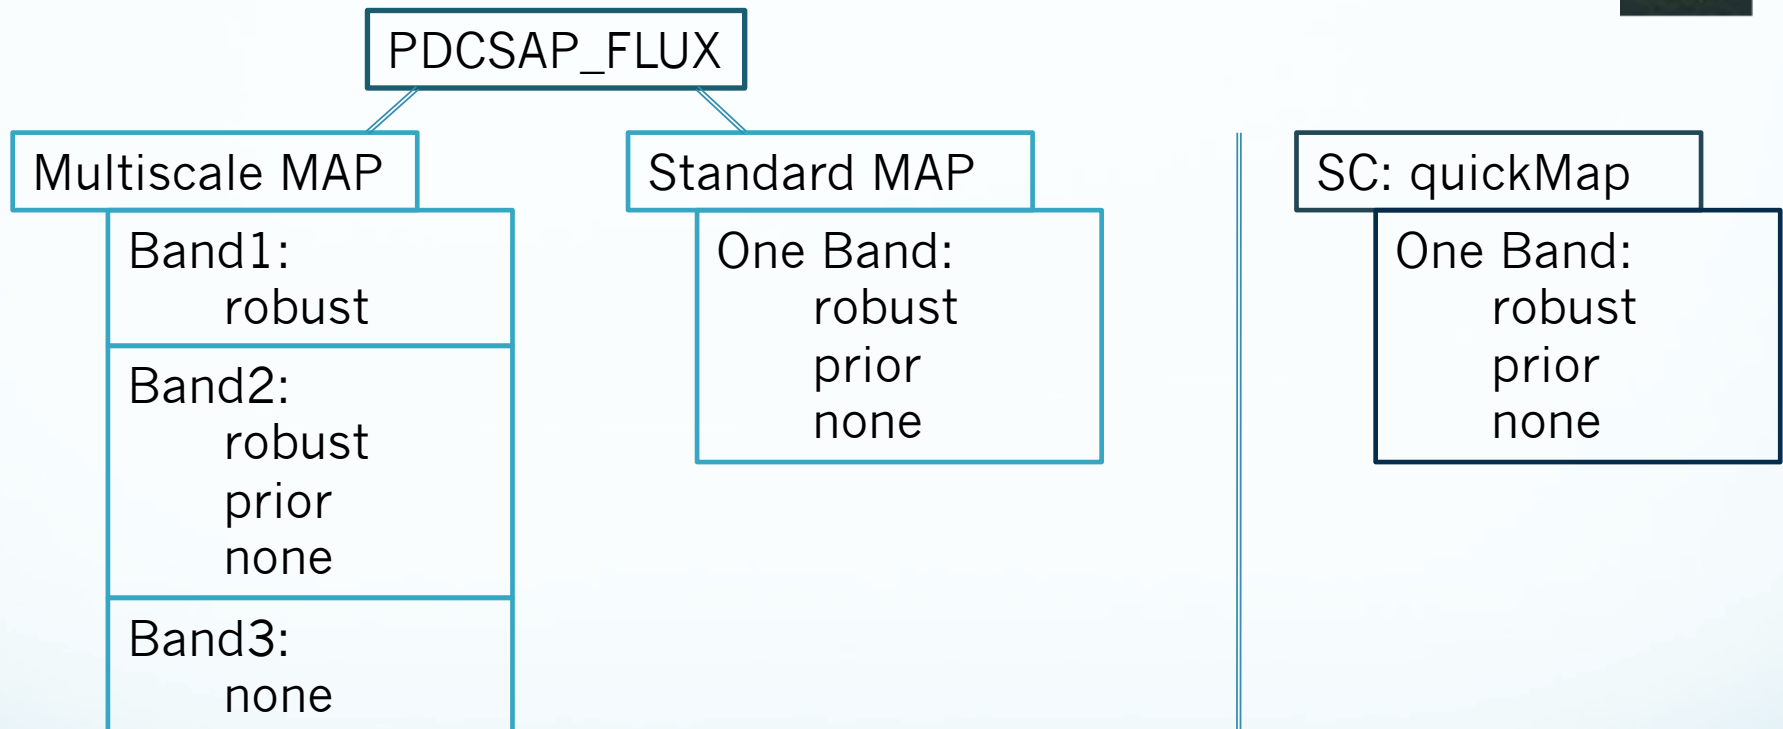 PDCSAP_FLUX
Multiscale MAP
Band1:
robust
Band2:
robust
prior
none
Band3:
none
Standard MAP
One Band:
robust
prior
none
SC: quickMap
One Band:
robust
prior
none